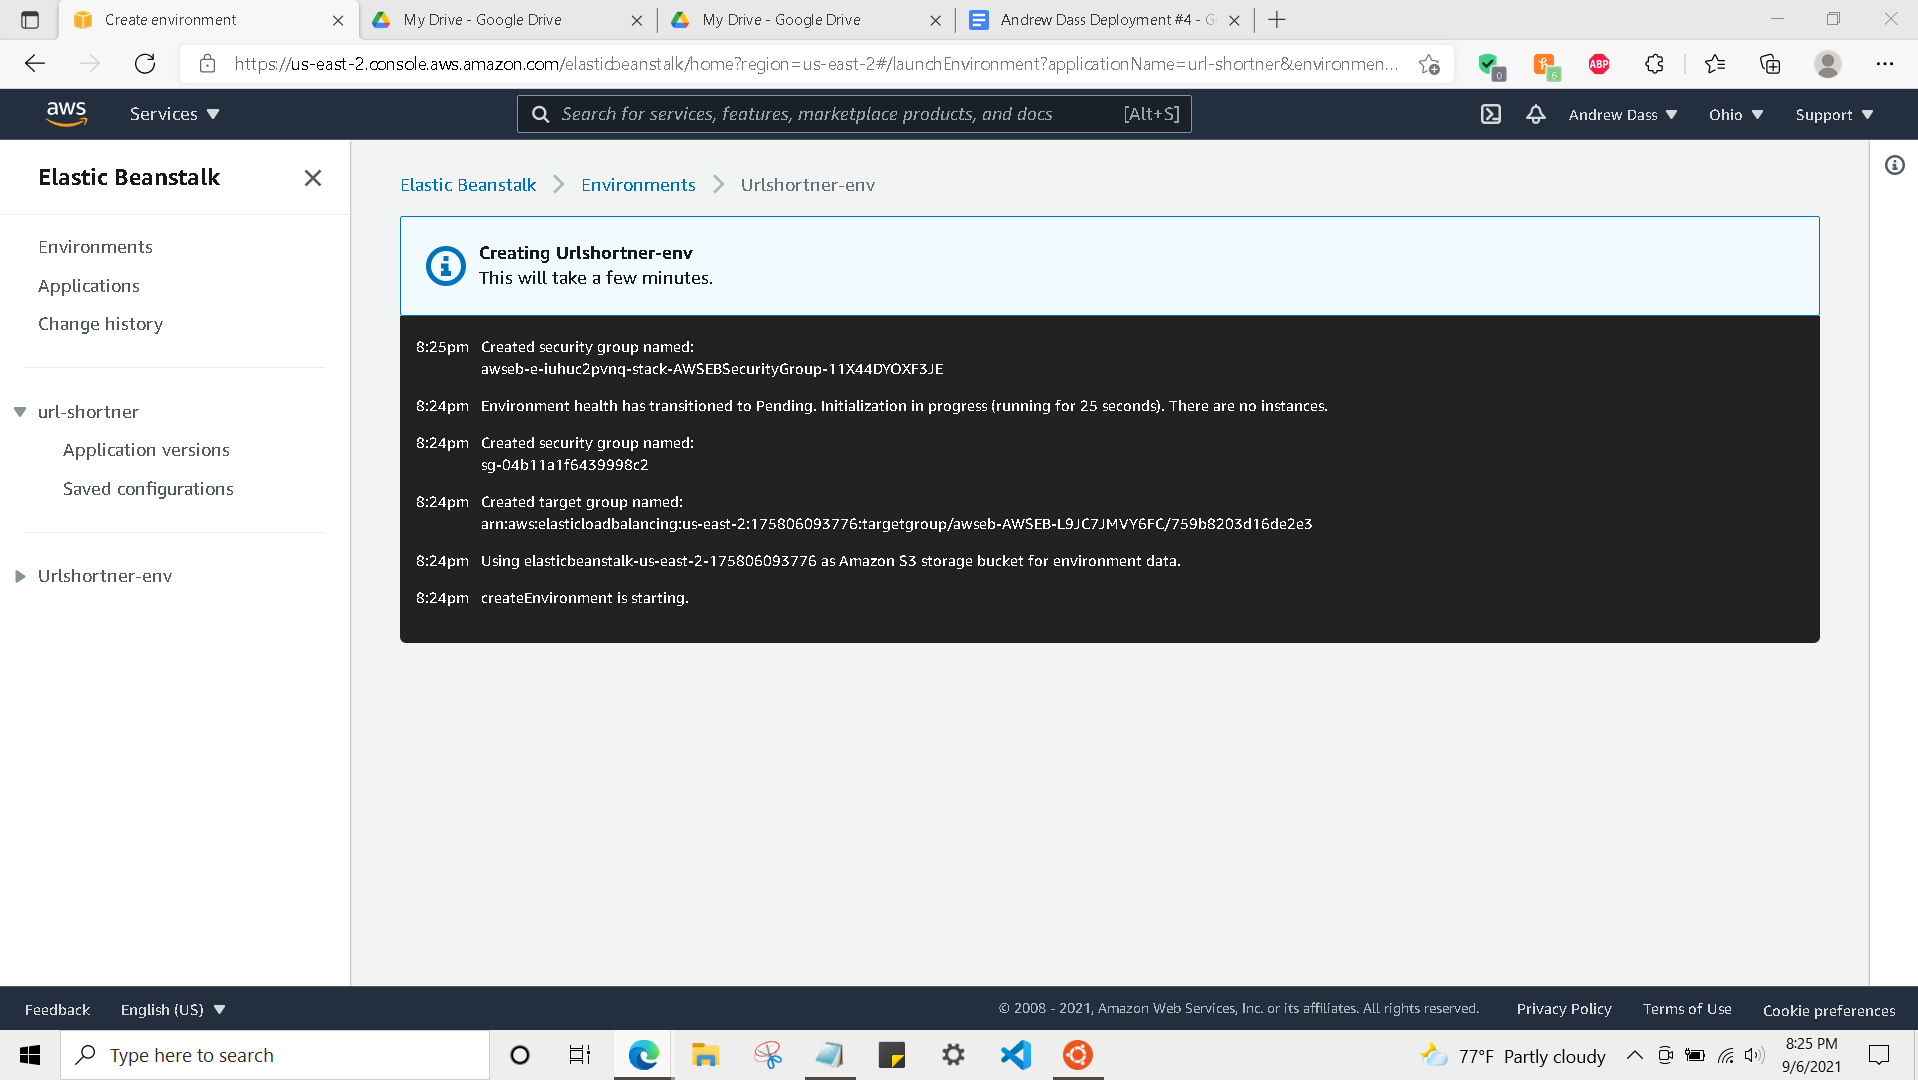 Create environment
My Drive - Google Drive
My Drive - Google Drive
Andrew Dass Deployment #4 - G
https://us-east-2.console.aws.amazon.com/elasticbeanstalk/home?region=us-east-2#/launchEnvironment?applicationName=url-shortner&environmen...
0
6
ABP
aws
Services
Search for services, features, marketplace products, and docs
[Alt+S]
Andrew Dass
Ohio
Support
Elastic Beanstalk
Environments
Applications
Change history
url-shortner
Application versions
Saved configurations
Urlshortner-env
Elastic Beanstalk
Environments
Urlshortner-env
Creating Urlshortner-env
This will take a few minutes.
8:25pm Created security group named:
awseb-e-iuhuc2pvnq-stack-AWSEBSecurityGroup-11X44DYOXF3JE
8:24pm Environment health has transitioned to Pending. Initialization in progress (running for 25 seconds). There are no instances.
8:24pm Created security group named:
sg-04b11a1f6439998c2
8:24pm Created target group named:
arn:aws:elasticloadbalancing:us-east-2:175806093776:targetgroup/awseb-AWSEB-L9JC7JMVY6FC/759b8203d16de2e3
8:24pm Using elasticbeanstalk-us-east-2-175806093776 as Amazon S3 storage bucket for environment data.
8:24pm createEnvironment is starting.
Feedback
English (US)
© 2008 - 2021, Amazon Web Services, Inc. or its affiliates. All rights reserved.
Privacy Policy
Terms of Use
Cookie preferences
Type here to search
77°F Partly cloudy
8:25 PM
9/6/2021